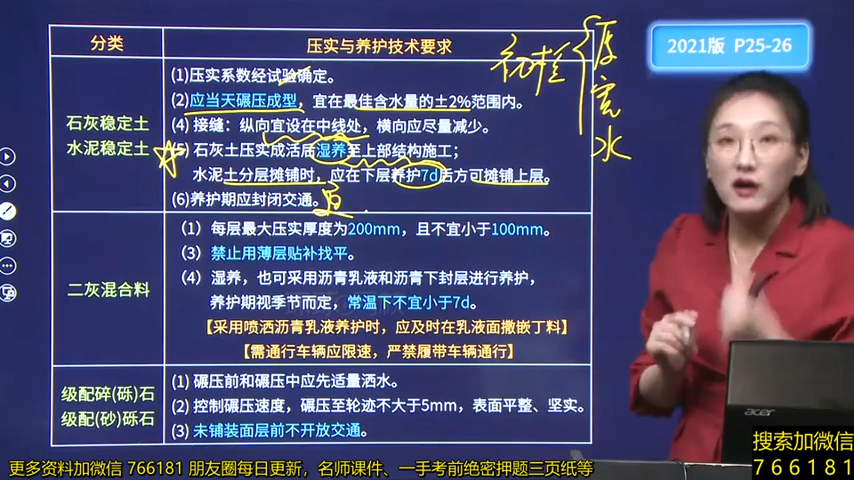 分类
压实与养护技术要求
2021版 P25-26
石灰稳定土
水泥稳定土
(1)压实系数经试验确定。
(2)应当天碾压成型，宜在最佳含水量的±2%范围内。
(4) 接缝：纵向宜设在中线处，横向应尽量减少。
5) 石灰土压实成活后湿养至上部结构施工；
水泥土分层摊铺时，应在下层养护7d后方可摊铺上层。
(6)养护期应封闭交通。
厚
宽
水
二灰混合料
（1）每层最大压实厚度为200mm，且不宜小于100mm。
（3）禁止用薄层贴补找平。
（4）湿养，也可采用沥青乳液和沥青下封层进行养护，
养护期视季节而定，常温下不宜小于7d。
【采用喷洒沥青乳液养护时，应及时在乳液面撒嵌丁料】
【需通行车辆应限速，严禁履带车辆通行】
级配碎(砾)石
级配(砂)砾石
(1) 碾压前和碾压中应先适量洒水。
(2) 控制碾压速度，碾压至轮迹不大于5mm，表面平整、坚实。
(3) 未铺装面层前不开放交通。
acer
搜索加微信
766181
更多资料加微信 766181 朋友圈每日更新，名师课件、一手考前绝密押题三页纸等